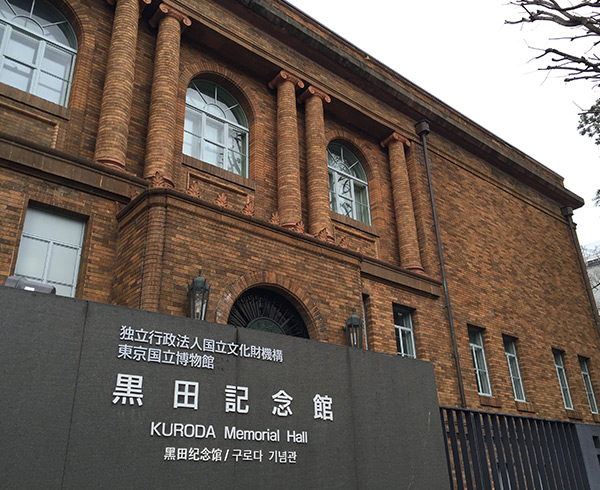 独立行政法人国立文化財機構
東京国立博物館
黒田記念館
KURODA Memorial Hall
黑田纪念馆/구로다 기념관